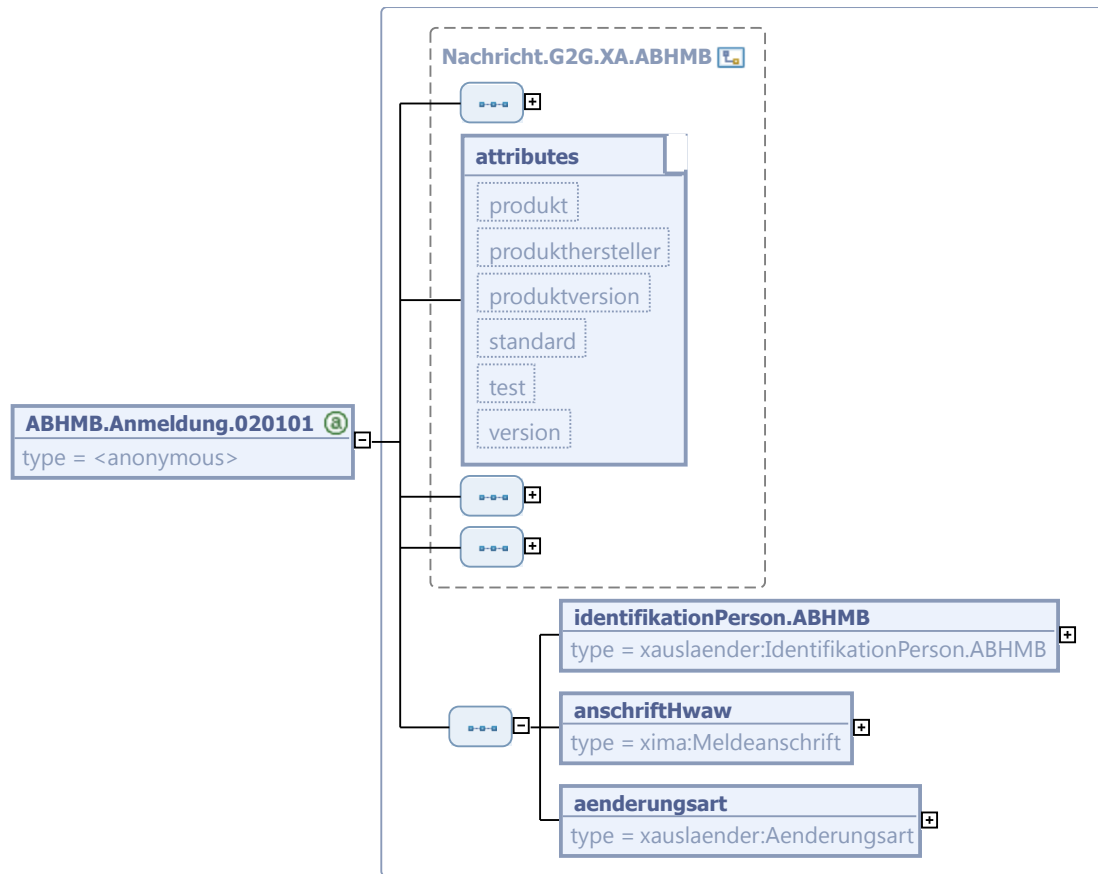 Nachricht.G2G.XA.ABHMB
attributes
produkt
produkthersteller
produktversion
standard
test
version
ABHMB.Anmeldung.020101 a
type = <anonymous>
identifikationPerson.ABHMB
type = xauslaender:IdentifikationPerson.ABHMB
anschriftHwaw
type = xima:Meldeanschrift
aenderungsart
type = xauslaender:Aenderungsart